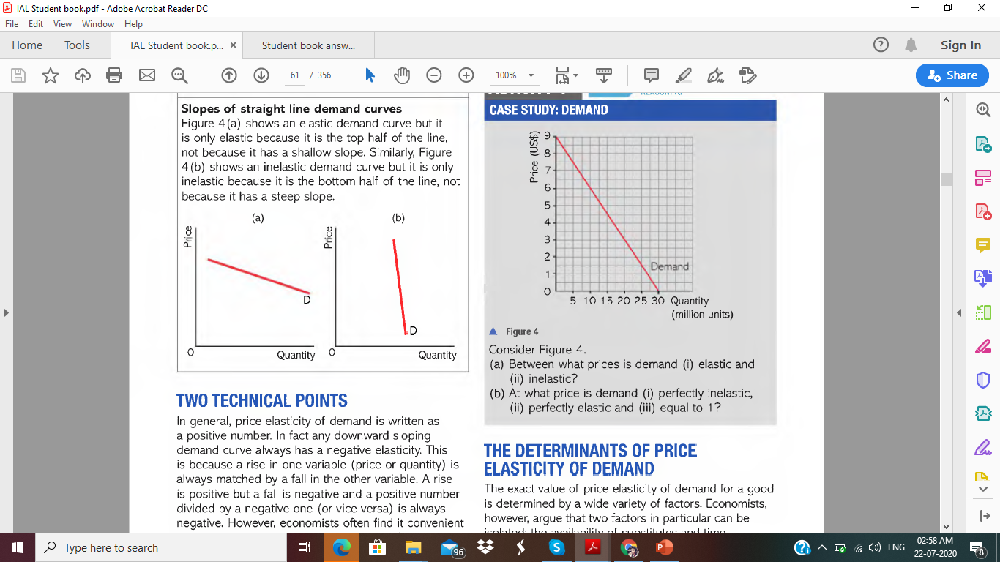 IAL Student book.pdf - Adobe Acrobat Reader DC
File Edit View Window Help
Home Tools IAL Student book.p... × Student book answ... Sign In
61 / 356 100% Share
Slopes of straight line demand curves
Figure 4(a) shows an elastic demand curve but it
is only elastic because it is the top half of the line,
not because it has a shallow slope. Similarly, Figure
4(b) shows an inelastic demand curve but it is only
inelastic because it is the bottom half of the line, not
because it has a steep slope.
(a) (b)
Price Price
D D
O Quantity O Quantity
TWO TECHNICAL POINTS
In general, price elasticity of demand is written as
a positive number. In fact any downward sloping
demand curve always has a negative elasticity. This
is because a rise in one variable (price or quantity) is
always matched by a fall in the other variable. A rise
is positive but a fall is negative and a positive number
divided by a negative one (or vice versa) is always
negative. However, economists often find it convenient
REASONING
CASE STUDY: DEMAND
Price (US$)
9
8
7
6
5
4
3
2
1
0
Demand
5 10 15 20 25 30 Quantity
(million units)
Figure 4
Consider Figure 4.
(a) Between what prices is demand (i) elastic and
(ii) inelastic?
(b) At what price is demand (i) perfectly inelastic,
(ii) perfectly elastic and (iii) equal to 1?
THE DETERMINANTS OF PRICE
ELASTICITY OF DEMAND
The exact value of price elasticity of demand for a good
is determined by a wide variety of factors. Economists,
however, argue that two factors in particular can be
isolated: the availability of substitutes and time.
Type here to search
96
ENG
02:58 AM
22-07-2020
8